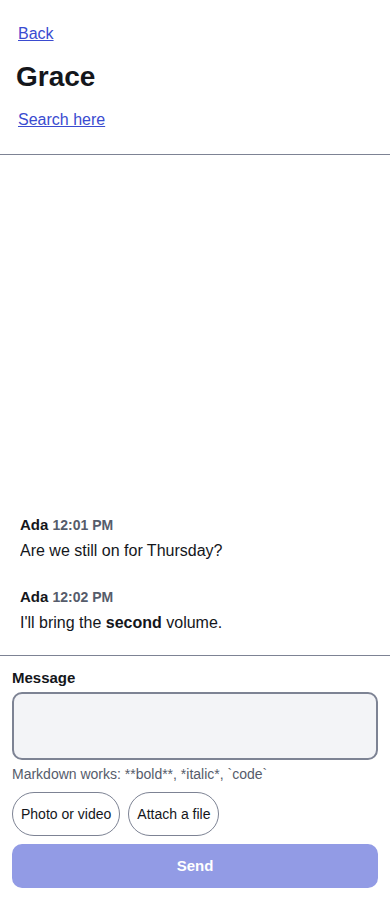 Back
Grace
Search here
Ada 12:01 PM
Are we still on for Thursday?
Ada 12:02 PM
I'll bring the second volume.
Message
Markdown works: **bold**, *italic*, `code`
Photo or video
Attach a file
Send